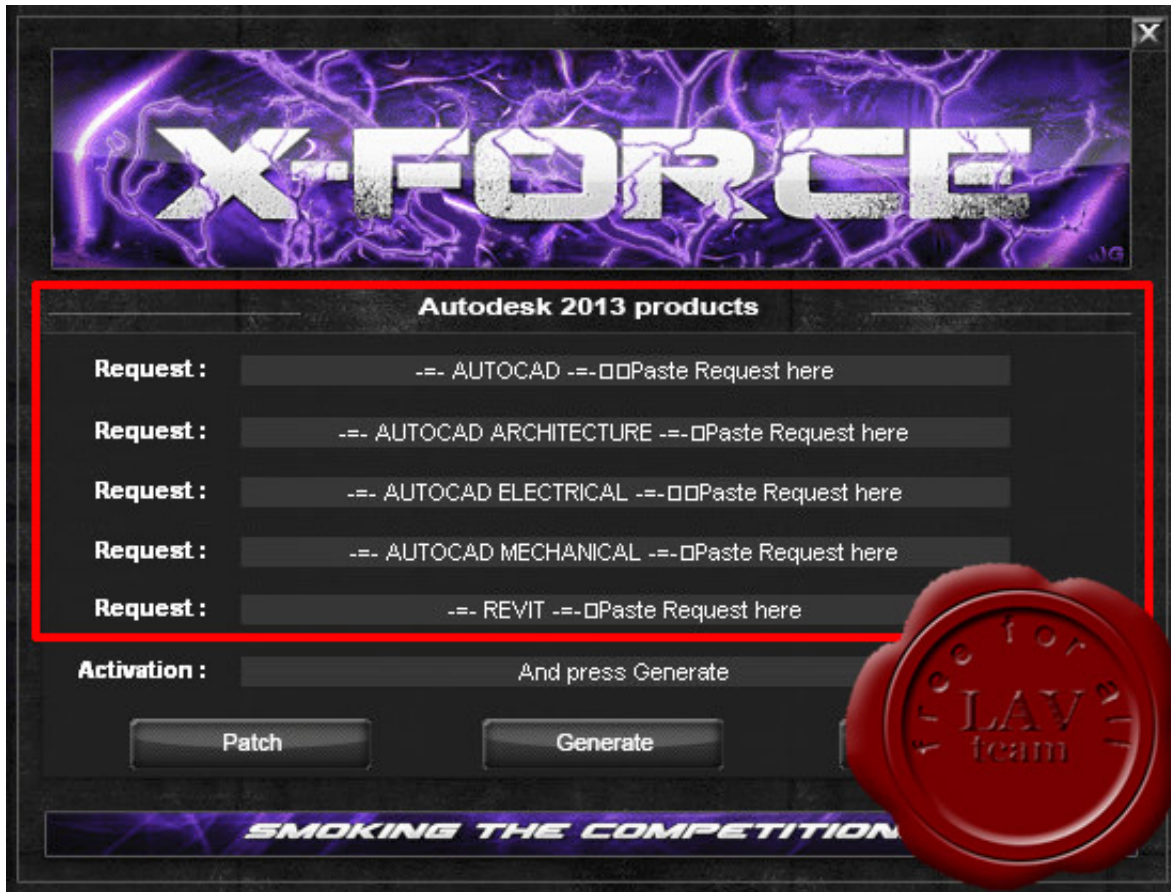 X
X-FORCE
Autodesk 2013 products
Request : -=- AUTOCAD -=-□□Paste Request here
Request : -=- AUTOCAD ARCHITECTURE -=-□Paste Request here
Request : -=- AUTOCAD ELECTRICAL -=-□□Paste Request here
Request : -=- AUTOCAD MECHANICAL -=-□Paste Request here
Request : -=- REVIT -=-□Paste Request here
Activation : And press Generate
Patch Generate
free for all
LAV
team
SMOKING THE COMPETITION